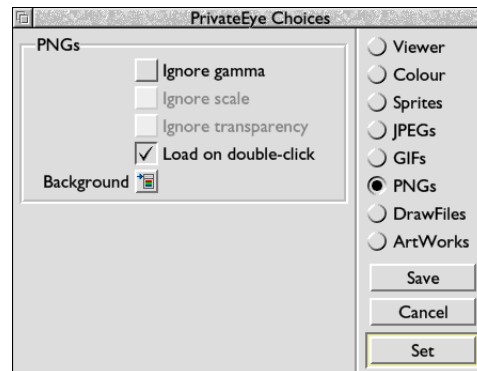 PrivateEye Choices
PNGs
Ignore gamma
Ignore scale
Ignore transparency
Load on double-click
Background
Viewer
Colour
Sprites
JPEGs
GIFs
PNGs
DrawFiles
ArtWorks
Save
Cancel
Set